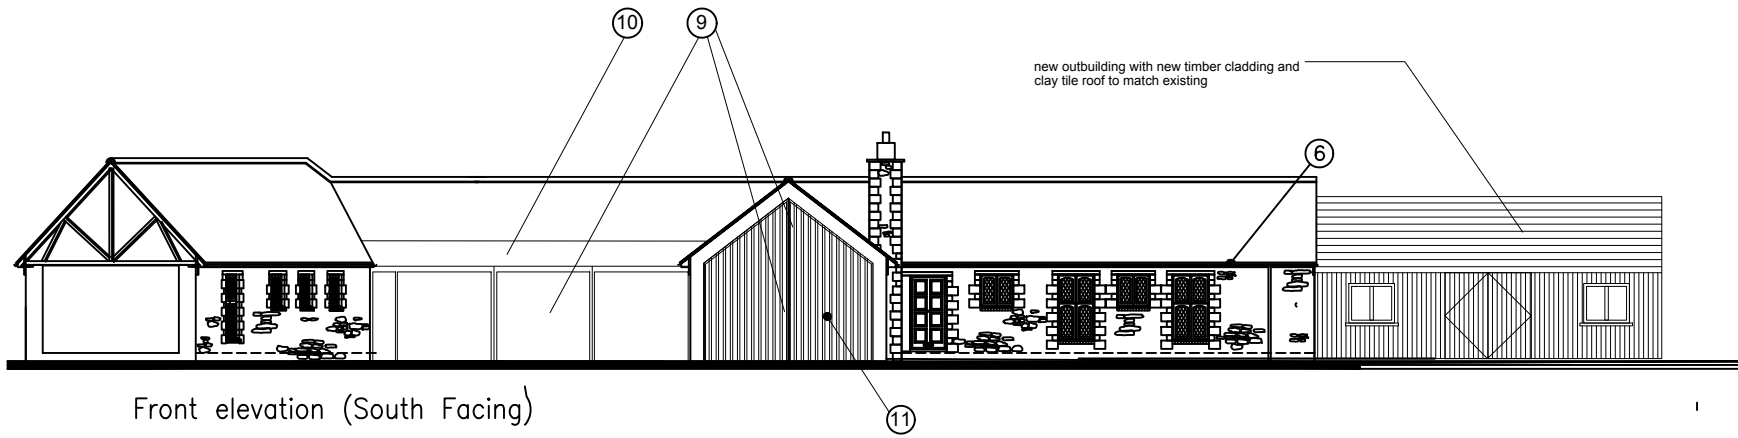 10
9
new outbuilding with new timber cladding and
clay tile roof to match existing
6
Front elevation (South Facing)
11